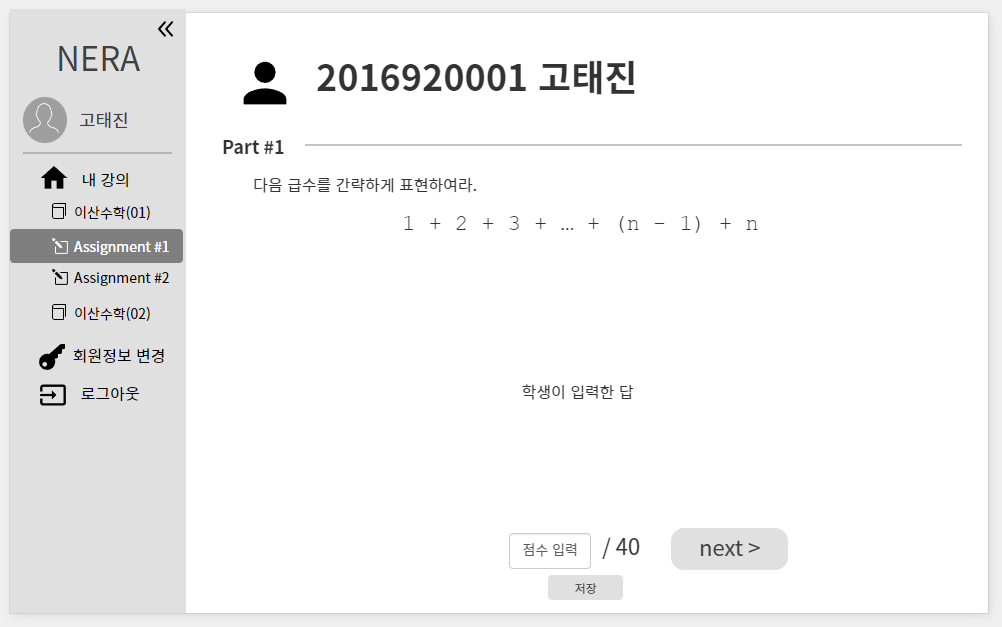 NERA
고태진
내 강의
이산수학(01)
Assignment #1
Assignment #2
이산수학(02)
회원정보 변경
로그아웃
2016920001 고태진
Part #1
다음 급수를 간략하게 표현하여라.
1 + 2 + 3 + … + (n - 1) + n
학생이 입력한 답
점수 입력 / 40
next >
저장